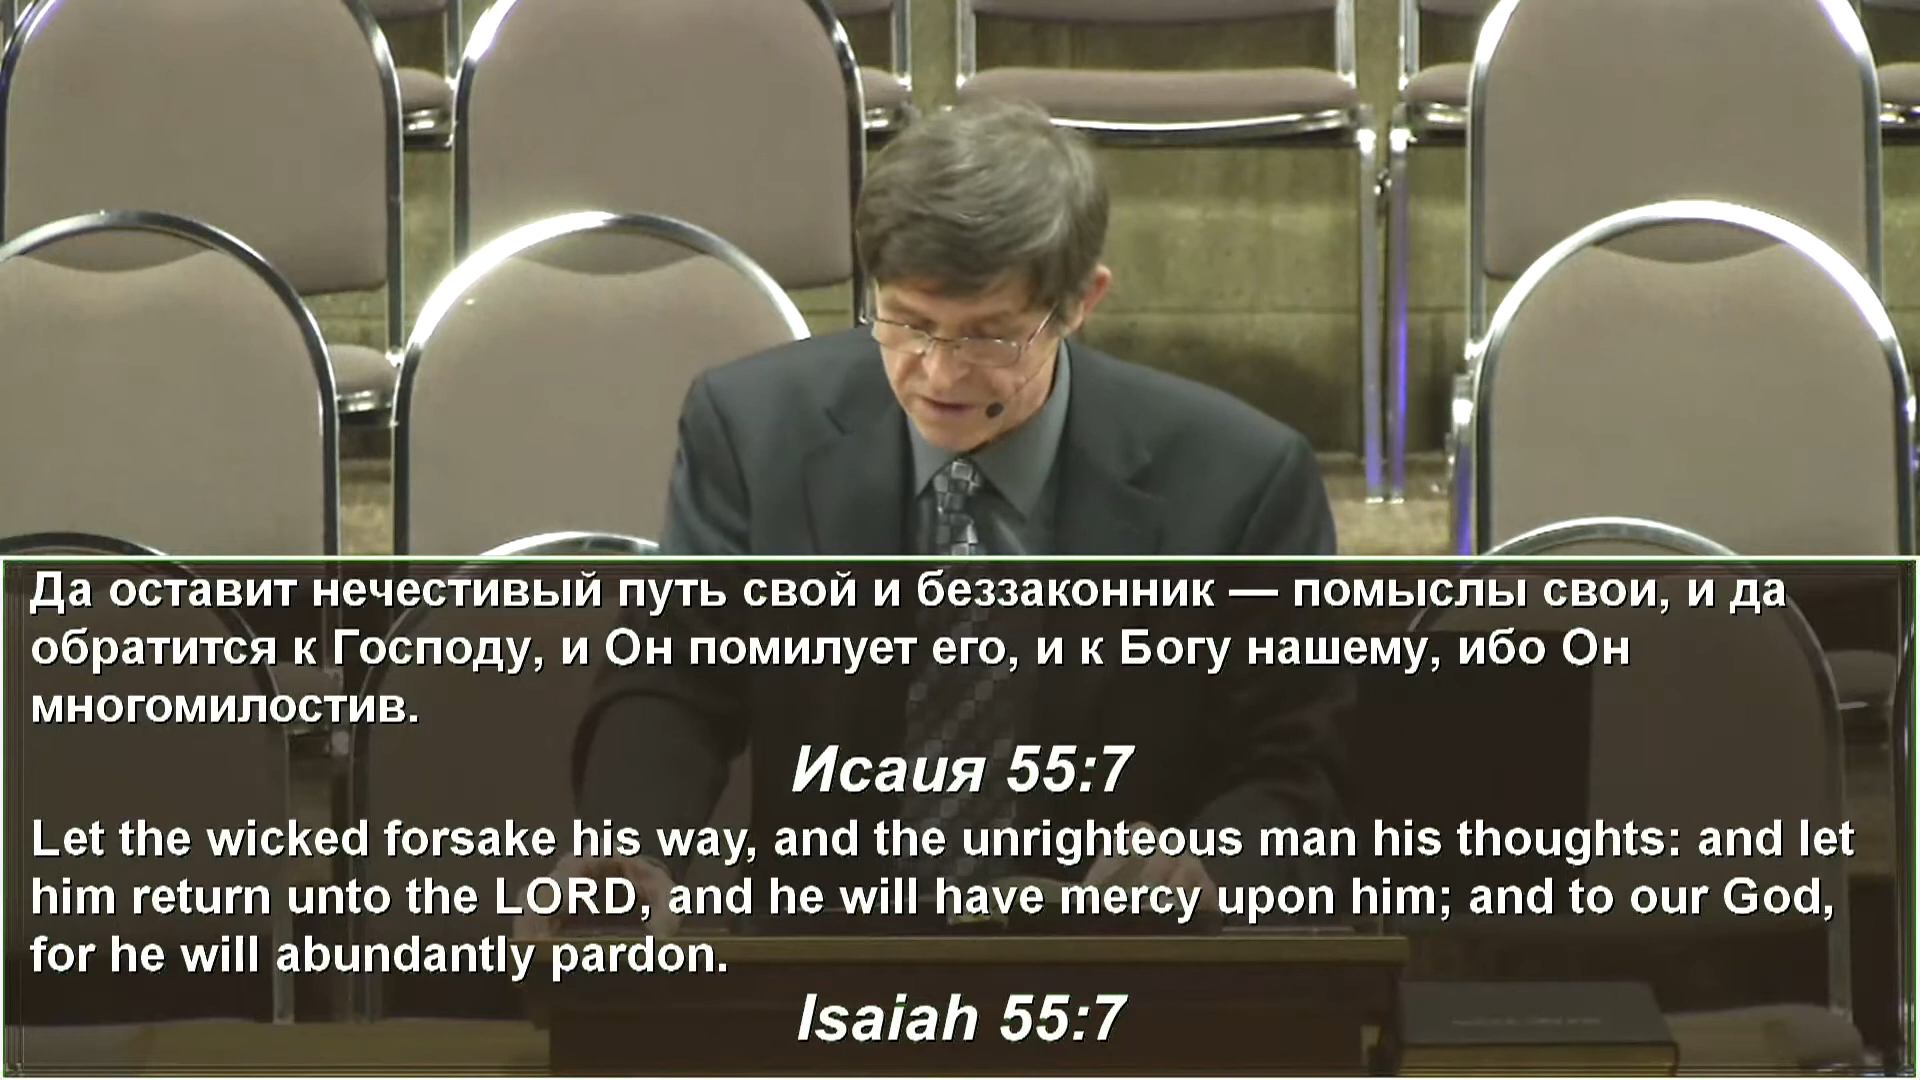 Да оставит нечестивый путь свой и беззаконник — помыслы свои, и да
обратится к Господу, и Он помилует его, и к Богу нашему, ибо Он
многомилостив.
Исаия 55:7
Let the wicked forsake his way, and the unrighteous man his thoughts: and let
him return unto the LORD, and he will have mercy upon him; and to our God,
for he will abundantly pardon.
Isaiah 55:7